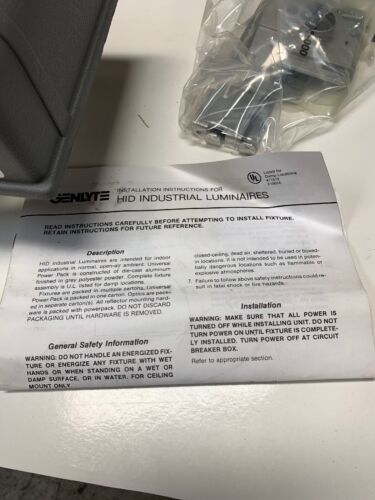 GENLYTE
INSTALLATION INSTRUCTIONS FOR
HID INDUSTRIAL LUMINAIRES
UL
Listed for
Damp Locations
READ INSTRUCTIONS CAREFULLY BEFORE ATTEMPTING TO INSTALL FIXTURE.
RETAIN INSTRUCTIONS FOR FUTURE REFERENCE.
Description
HID Industrial Luminaires are intended for indoor
applications in normal, open-air ambient. Universal
Power Pack is constructed of die-cast aluminum
finished in grey polyester powder. Complete fixture
assembly is U.L. listed for damp locations.
Fixtures are packed in multiple cartons. Universal
Power Pack is packed in one carton. Optics are pack-
ed in separate carton(s). All reflector mounting hard-
ware is packed with powerpack. DO NOT DISCARD
PACKAGING UNTIL HARDWARE IS REMOVED.
General Safety Information
WARNING: DO NOT HANDLE AN ENERGIZED FIX-
TURE OR ENERGIZE ANY FIXTURE WITH WET
HANDS OR WHEN STANDING ON A WET OR
DAMP SURFACE, OR IN WATER. FOR CEILING
MOUNT ONLY.
closed-ceiling, dead air, sheltered, buried or bowed-
in locations. It is not intended to be used in poten-
tially dangerous locations such as flammable or
explosive atmospheres.
7. Failure to follow above safety instructions could re-
sult in fatal shock or fire hazards.
Installation
WARNING: MAKE SURE THAT ALL POWER IS
TURNED OFF WHILE INSTALLING UNIT. DO NOT
TURN POWER ON UNTIL FIXTURE IS COMPLETE-
LY INSTALLED. TURN POWER OFF AT CIRCUIT
BREAKER BOX.
Refer to appropriate section.